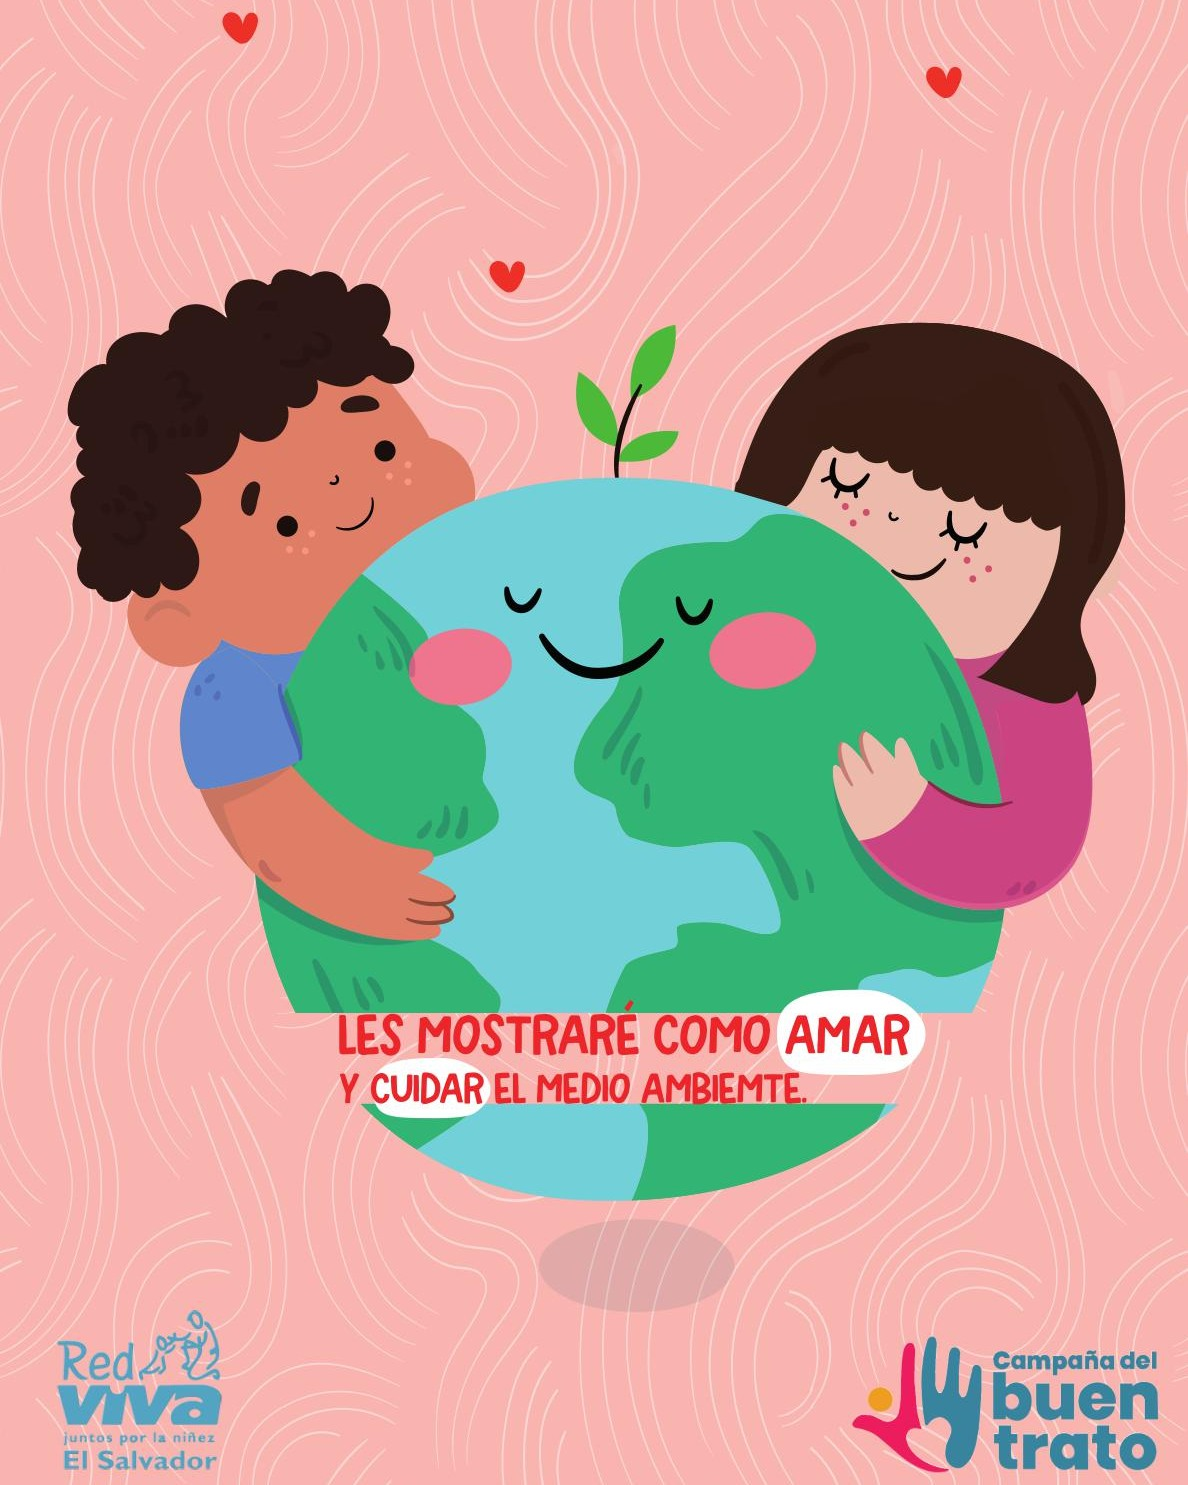 LES MOSTRARÉ COMO AMAR
Y CUIDAR EL MEDIO AMBIEMTE.
Red
viva
juntos por la niñez
El Salvador
Campaña del
buen
trato